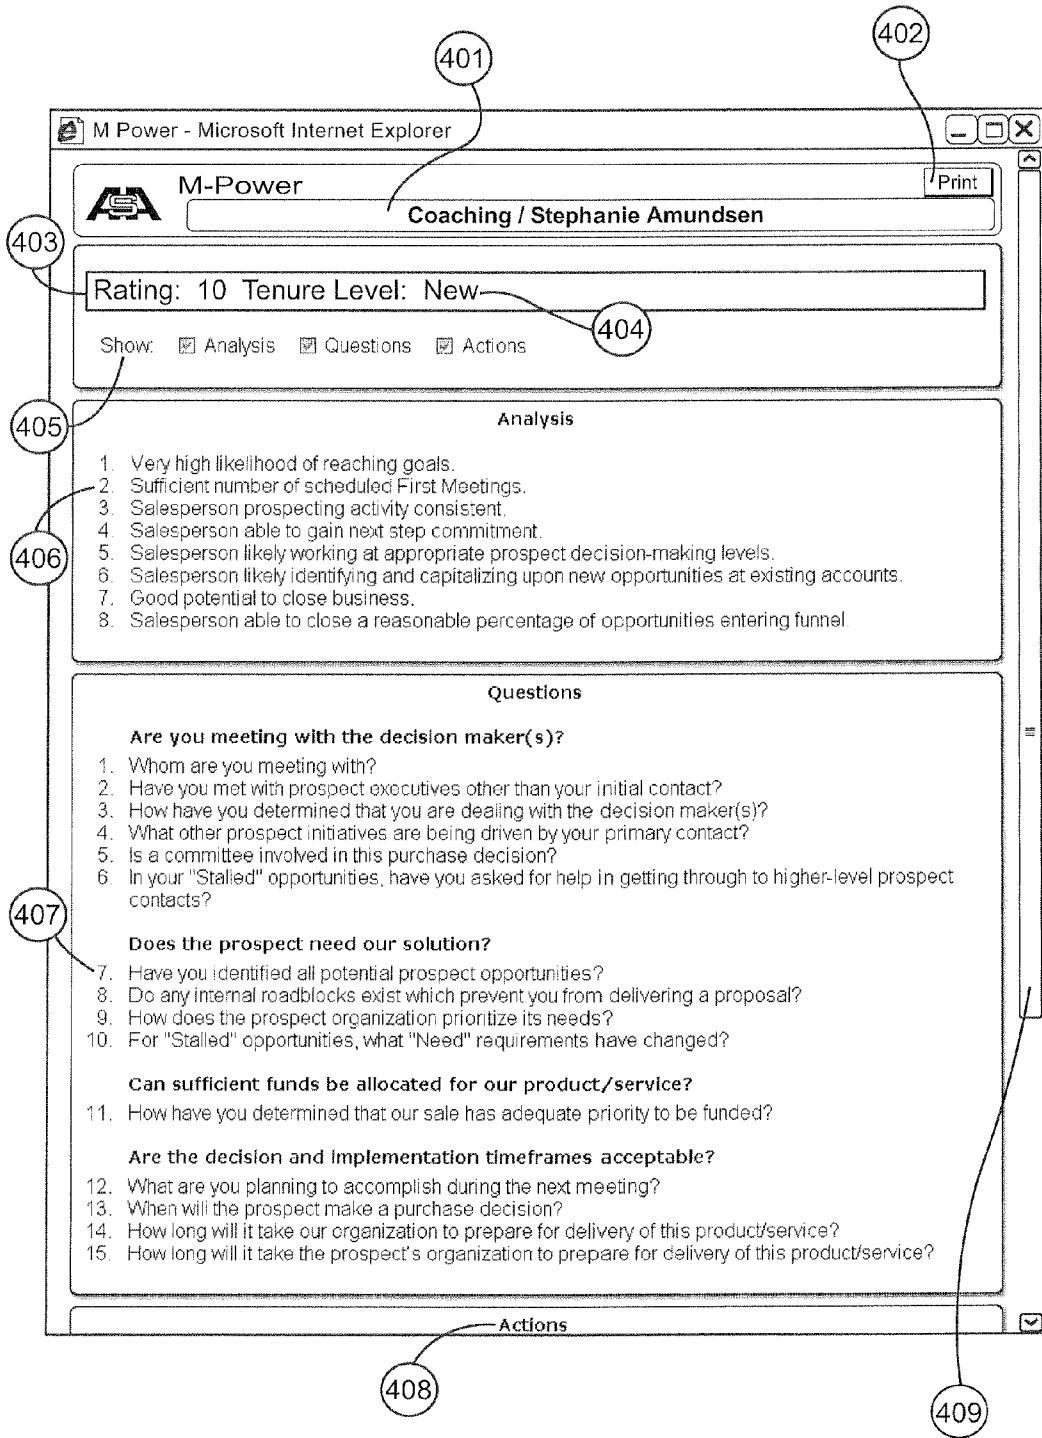 401
402
M Power - Microsoft Internet Explorer
ASA
M-Power
Print
Coaching / Stephanie Amundsen
403
Rating: 10 Tenure Level: New
404
Show: Analysis Questions Actions
405
Analysis
1. Very high likelihood of reaching goals.
2. Sufficient number of scheduled First Meetings.
3. Salesperson prospecting activity consistent.
4. Salesperson able to gain next step commitment.
5. Salesperson likely working at appropriate prospect decision-making levels.
406
6. Salesperson likely identifying and capitalizing upon new opportunities at existing accounts.
7. Good potential to close business.
8. Salesperson able to close a reasonable percentage of opportunities entering funnel.
Questions
Are you meeting with the decision maker(s)?
1. Whom are you meeting with?
2. Have you met with prospect executives other than your initial contact?
3. How have you determined that you are dealing with the decision maker(s)?
4. What other prospect initiatives are being driven by your primary contact?
5. Is a committee involved in this purchase decision?
6. In your "Stalled" opportunities, have you asked for help in getting through to higher-level prospect
contacts?
407
Does the prospect need our solution?
7. Have you identified all potential prospect opportunities?
8. Do any internal roadblocks exist which prevent you from delivering a proposal?
9. How does the prospect organization prioritize its needs?
10. For "Stalled" opportunities, what "Need" requirements have changed?
Can sufficient funds be allocated for our product/service?
11. How have you determined that our sale has adequate priority to be funded?
Are the decision and implementation timeframes acceptable?
12. What are you planning to accomplish during the next meeting?
13. When will the prospect make a purchase decision?
14. How long will it take our organization to prepare for delivery of this product/service?
15. How long will it take the prospect's organization to prepare for delivery of this product/service?
Actions
408
409